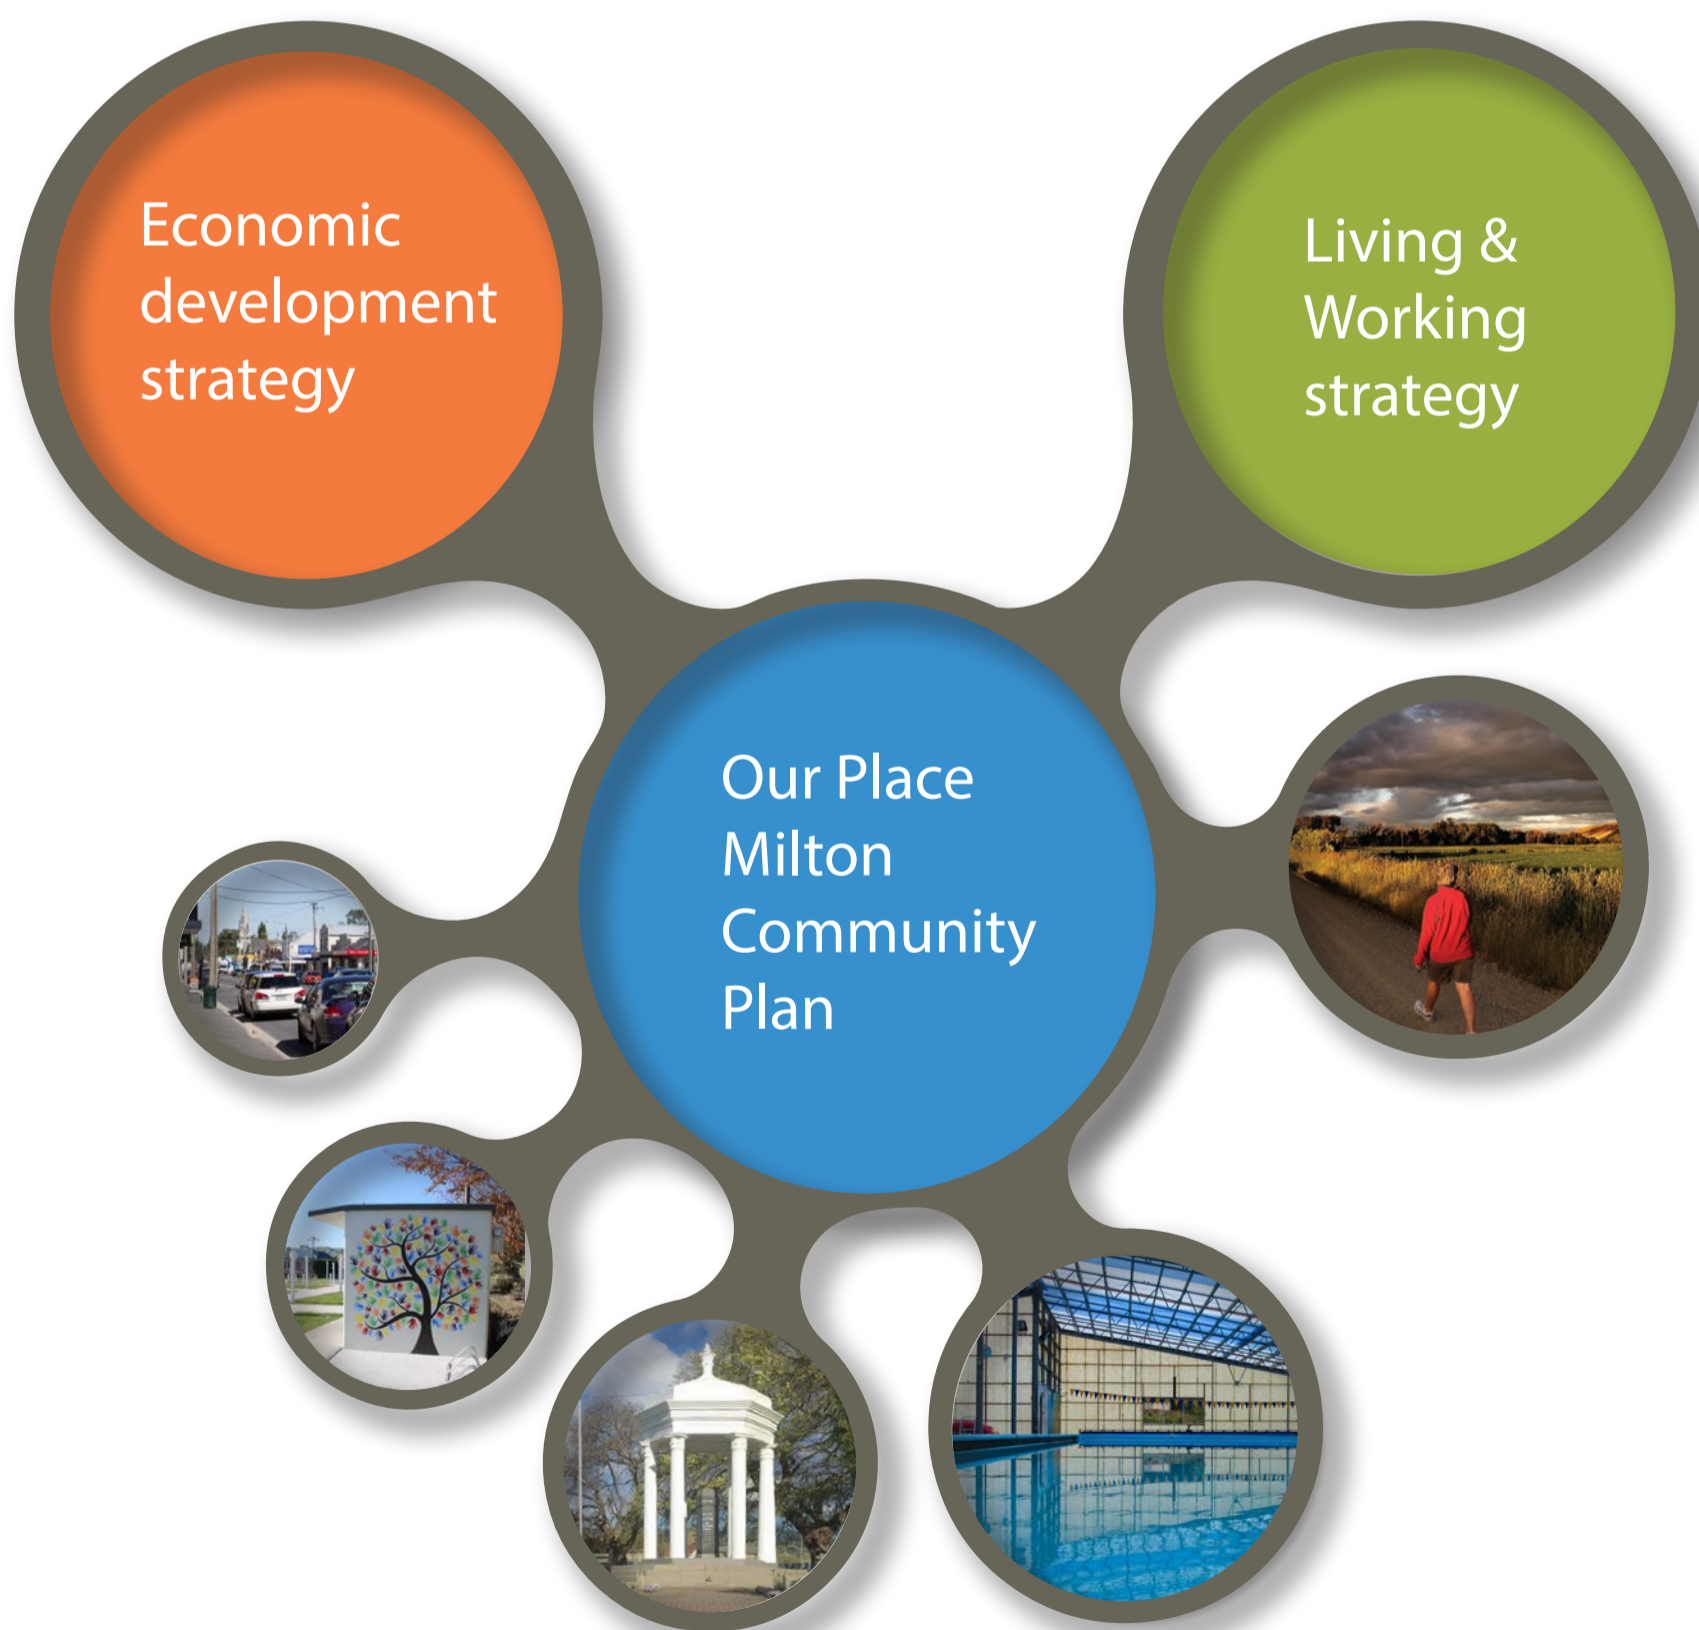 Economic
development
strategy
Living &
Working
strategy
Our Place
Milton
Community
Plan